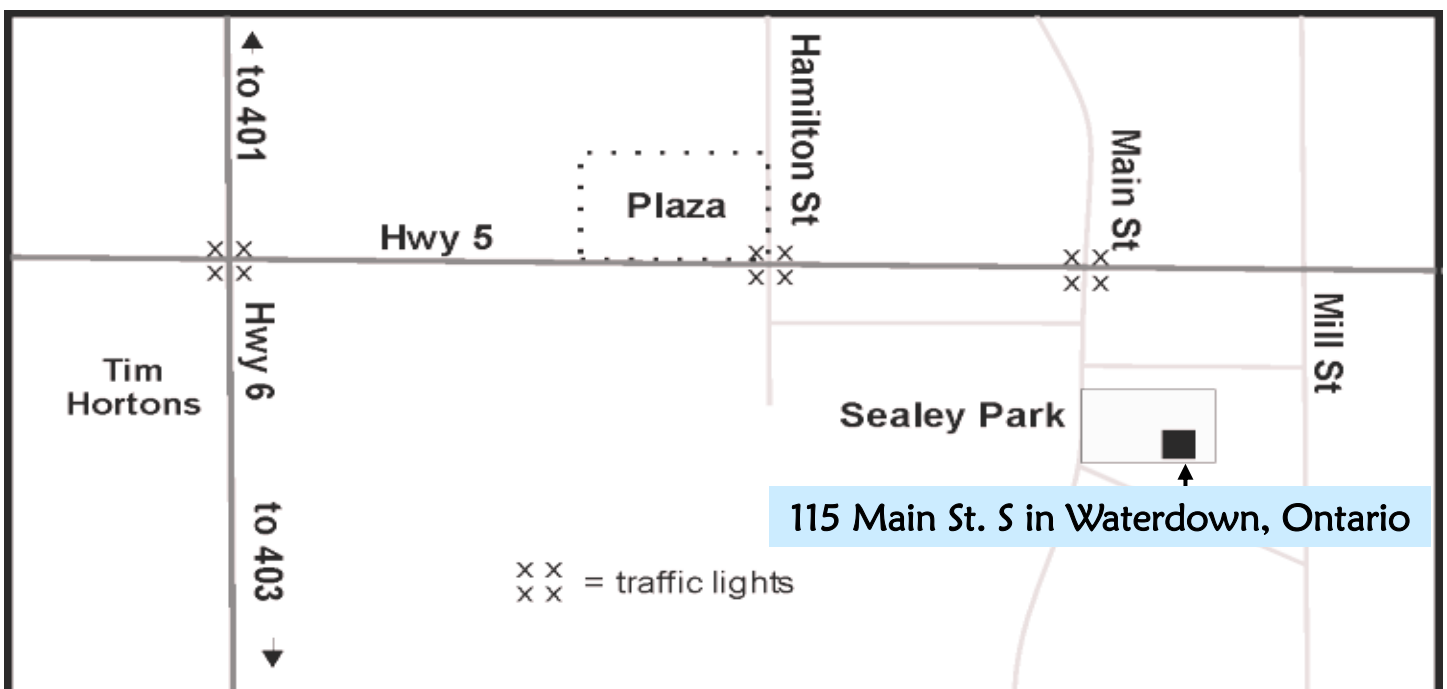 to 401
Hamilton St
Main St
Plaza
Hwy 5
Hwy 6
Mill St
Tim
Hortons
Sealey Park
115 Main St. S in Waterdown, Ontario
to 403
x x
x x = traffic lights